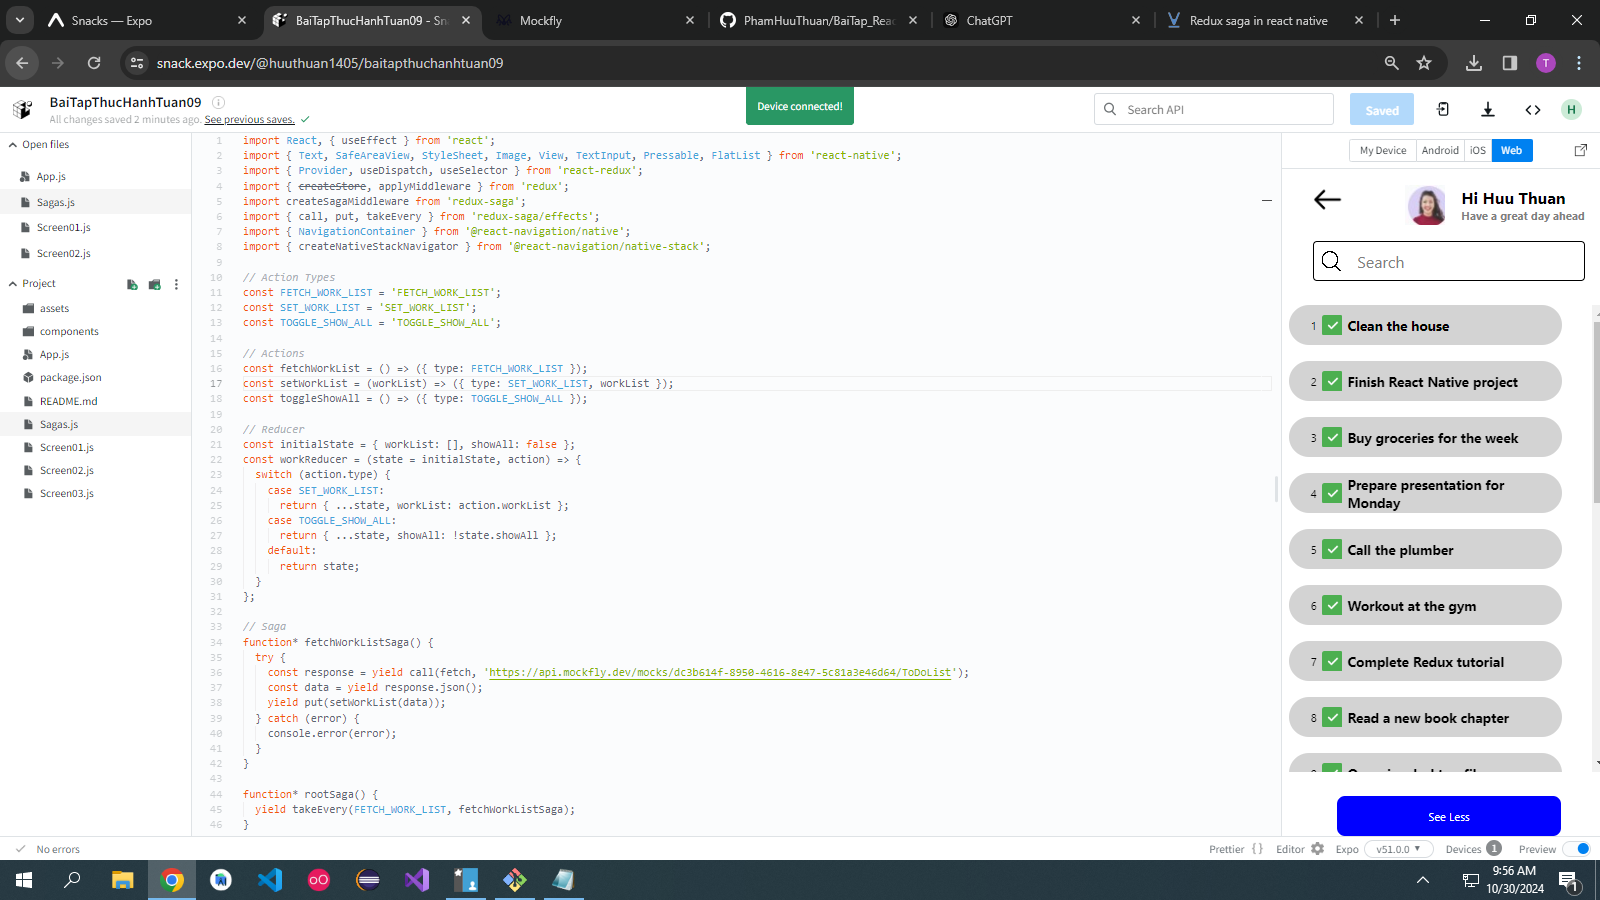 Snacks — Expo
BaiTapThucHanhTuan09 - Sn
Mockfly
PhamHuuThuan/BaiTap_Rea
ChatGPT
Redux saga in react native
snack.expo.dev/@huuthuan1405/baitapthuchanhtuan09
T
BaiTapThucHanhTuan09
All changes saved 2 minutes ago. See previous saves.
Device connected!
Search API
Saved
H
Open files
App.js
Sagas.js
Screen01.js
Screen02.js
Project
assets
components
App.js
package.json
README.md
Sagas.js
Screen01.js
Screen02.js
Screen03.js
1 import React, { useEffect } from 'react';
2 import { Text, SafeAreaView, StyleSheet, Image, View, TextInput, Pressable, FlatList } from 'react-native';
3 import { Provider, useDispatch, useSelector } from 'react-redux';
4 import { createStore, applyMiddleware } from 'redux';
5 import createSagaMiddleware from 'redux-saga';
6 import { call, put, takeEvery } from 'redux-saga/effects';
7 import { NavigationContainer } from '@react-navigation/native';
8 import { createNativeStackNavigator } from '@react-navigation/native-stack';
9
10 // Action Types
11 const FETCH_WORK_LIST = 'FETCH_WORK_LIST';
12 const SET_WORK_LIST = 'SET_WORK_LIST';
13 const TOGGLE_SHOW_ALL = 'TOGGLE_SHOW_ALL';
14
15 // Actions
16 const fetchWorkList = () => ({ type: FETCH_WORK_LIST });
17 const setWorkList = (workList) => ({ type: SET_WORK_LIST, workList });
18 const toggleShowAll = () => ({ type: TOGGLE_SHOW_ALL });
19
20 // Reducer
21 const initialState = { workList: [], showAll: false };
22 const workReducer = (state = initialState, action) => {
23 switch (action.type) {
24 case SET_WORK_LIST:
25 return { ...state, workList: action.workList };
26 case TOGGLE_SHOW_ALL:
27 return { ...state, showAll: !state.showAll };
28 default:
29 return state;
30 }
31 };
32
33 // Saga
34 function* fetchWorkListSaga() {
35 try {
36 const response = yield call(fetch, 'https://api.mockfly.dev/mocks/dc3b614f-8950-4616-8e47-5c81a3e46d64/ToDoList');
37 const data = yield response.json();
38 yield put(setWorkList(data));
39 } catch (error) {
40 console.error(error);
41 }
42 }
43
44 function* rootSaga() {
45 yield takeEvery(FETCH_WORK_LIST, fetchWorkListSaga);
46 }
My Device
Android
iOS
Web
Hi Huu Thuan
Have a great day ahead
Search
1 Clean the house
2 Finish React Native project
3 Buy groceries for the week
4 Prepare presentation for
Monday
5 Call the plumber
6 Workout at the gym
7 Complete Redux tutorial
8 Read a new book chapter
See Less
No errors
Prettier { }
Editor
Expo
v51.0.0
Devices 1
Preview
9:56 AM
10/30/2024
1